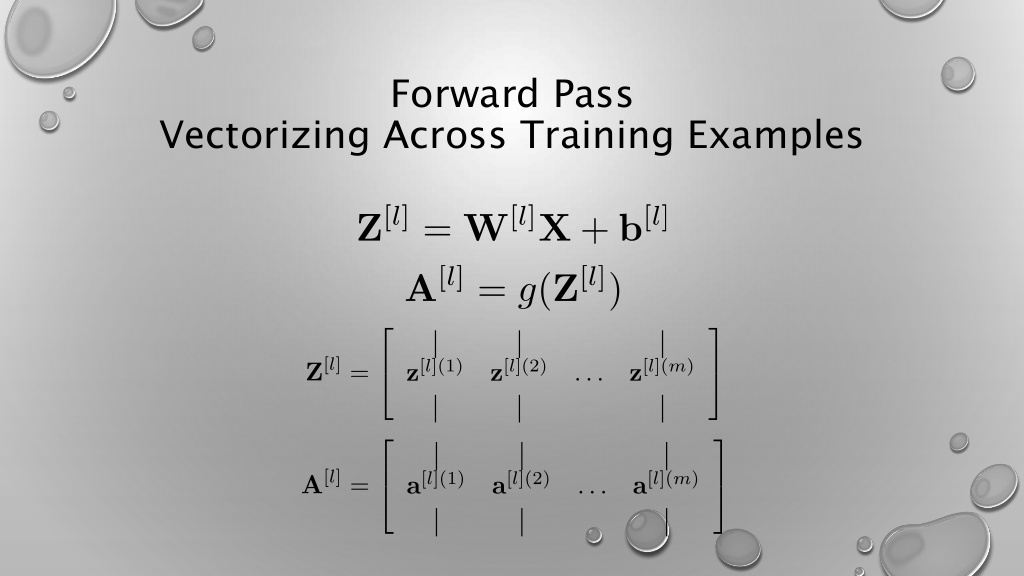 Forward Pass
Vectorizing Across Training Examples
Z^{[l]} = W^{[l]}X + b^{[l]}
A^{[l]} = g(Z^{[l]})
Z^{[l]} = [ z^{[l](1)} z^{[l](2)} … z^{[l](m)} ]
A^{[l]} = [ a^{[l](1)} a^{[l](2)} … a^{[l](m)} ]